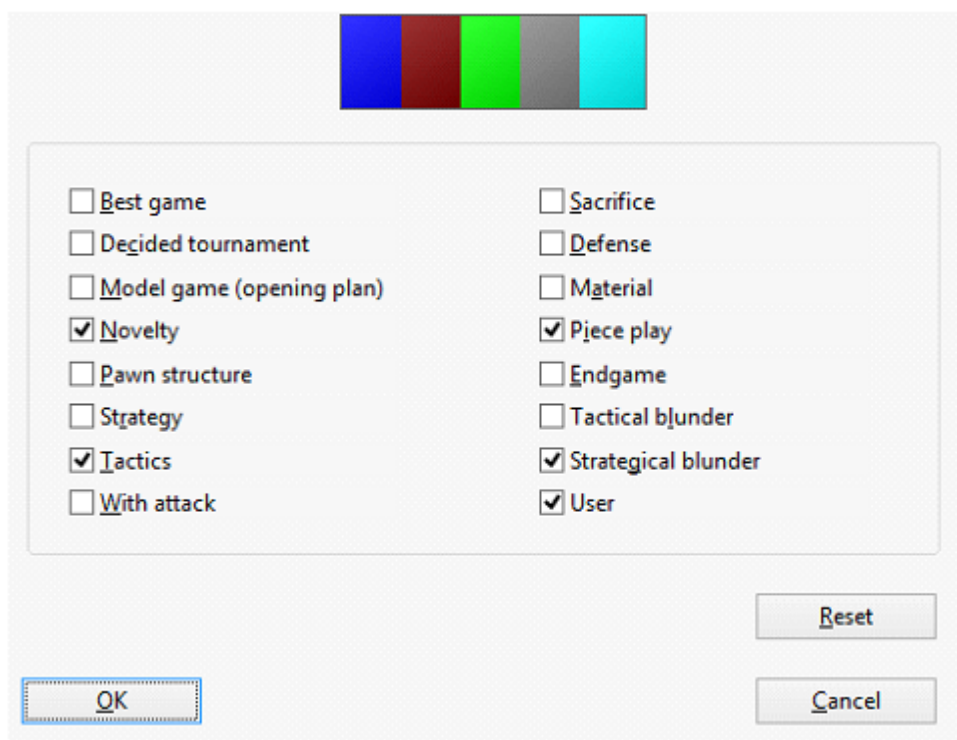 Best game
Decided tournament
Model game (opening plan)
Novelty
Pawn structure
Strategy
Tactics
With attack
Sacrifice
Defense
Material
Piece play
Endgame
Tactical blunder
Strategical blunder
User
Reset
OK
Cancel